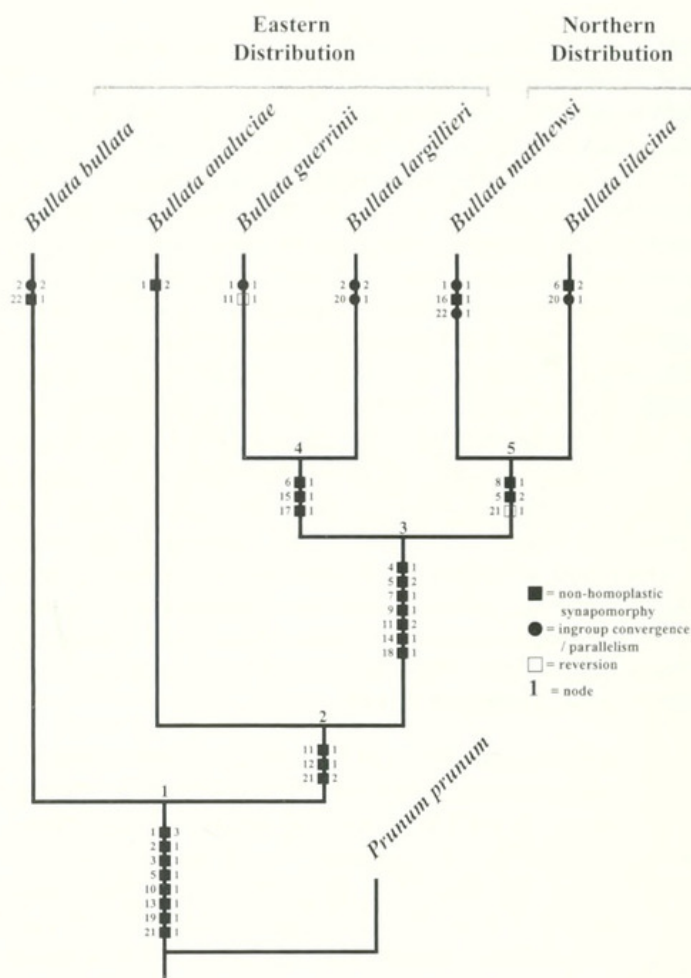 Eastern
Distribution
Northern
Distribution
Bullata bullata
Bullata analuciae
Bullata guerrinii
Bullata largillieri
Bullata matthewsi
Bullata lilacina
2 2
22 1
1 2
1 1
11 1
2 2
20 1
1 1
16 1
22 1
6 2
20 1
4
5
6 1
15 1
17 1
8 1
5 2
21 1
3
4 1
5 2
7 1
9 1
11 2
14 1
18 1
= non-homoplastic
synapomorphy
= ingroup convergence
/ parallelism
= reversion
1 = node
2
11 1
12 1
21 2
1
Prunum prunum
1 3
2 1
3 1
5 1
10 1
13 1
19 1
21 1